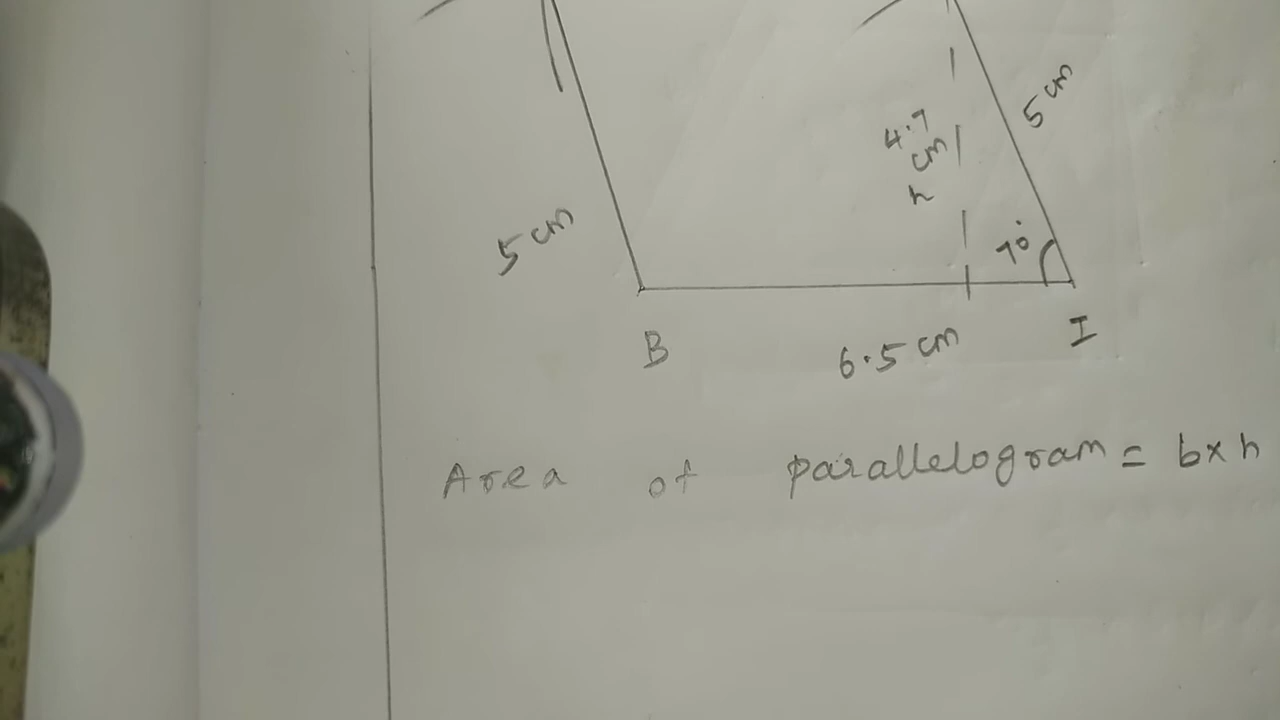 5 cm
4.7
cm
h
5 cm
70°
B
6.5 cm
I
Area of parallelogram = b x h